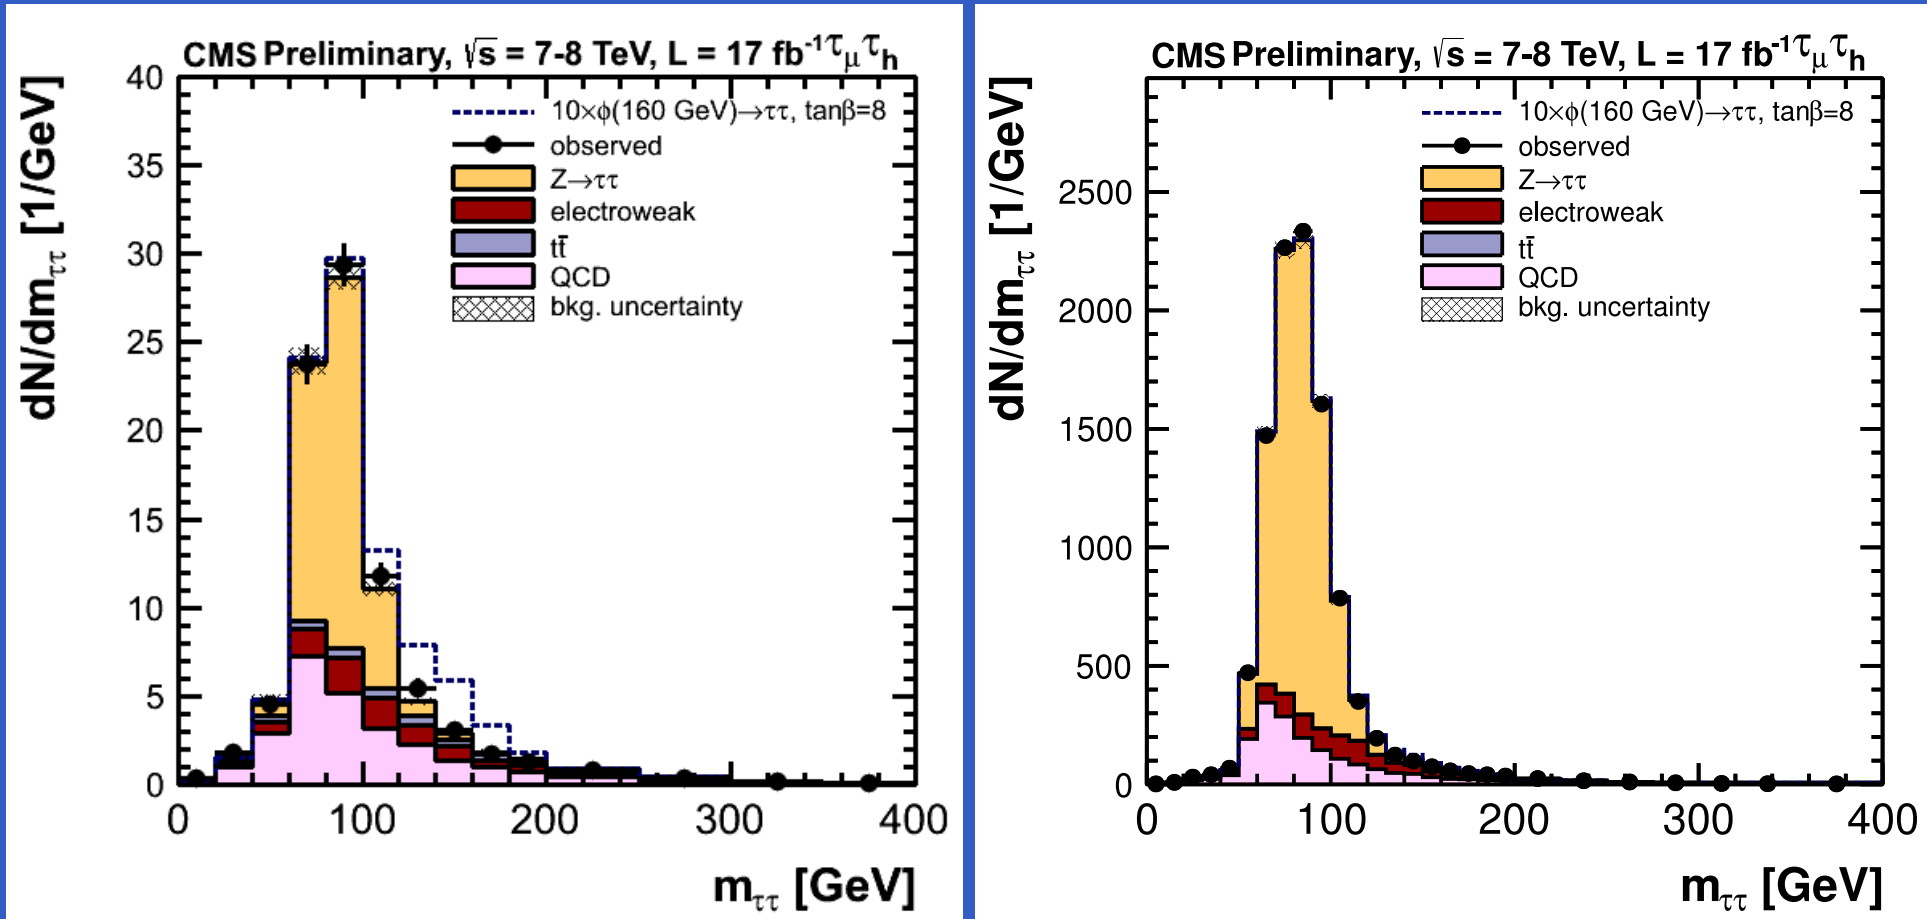 CMS Preliminary, √s = 7-8 TeV, L = 17 fb⁻¹ τμτh
dN/dmττ [1/GeV]
40
35
30
25
20
15
10
5
0
10×ϕ(160 GeV)→ττ, tanβ=8
observed
Z→ττ
electroweak
tt̄
QCD
bkg. uncertainty
0 100 200 300 400
mττ [GeV]
CMS Preliminary, √s = 7-8 TeV, L = 17 fb⁻¹ τμτh
dN/dmττ [1/GeV]
2500
2000
1500
1000
500
0
10×ϕ(160 GeV)→ττ, tanβ=8
observed
Z→ττ
electroweak
tt̄
QCD
bkg. uncertainty
0 100 200 300 400
mττ [GeV]